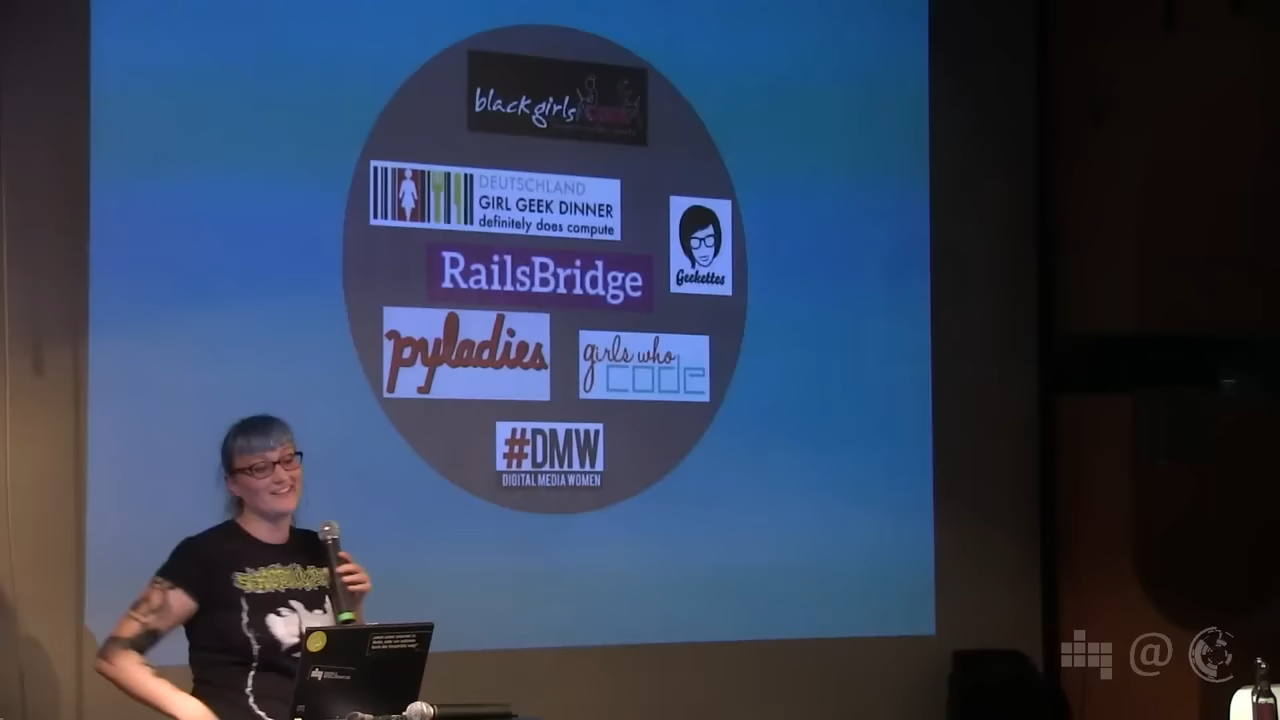 black girls
CODE
DEUTSCHLAND
GIRL GEEK DINNER
definitely does compute
Geekettes
RailsBridge
pyladies
girls who
code
#DMW
DIGITAL MEDIA WOMEN
@